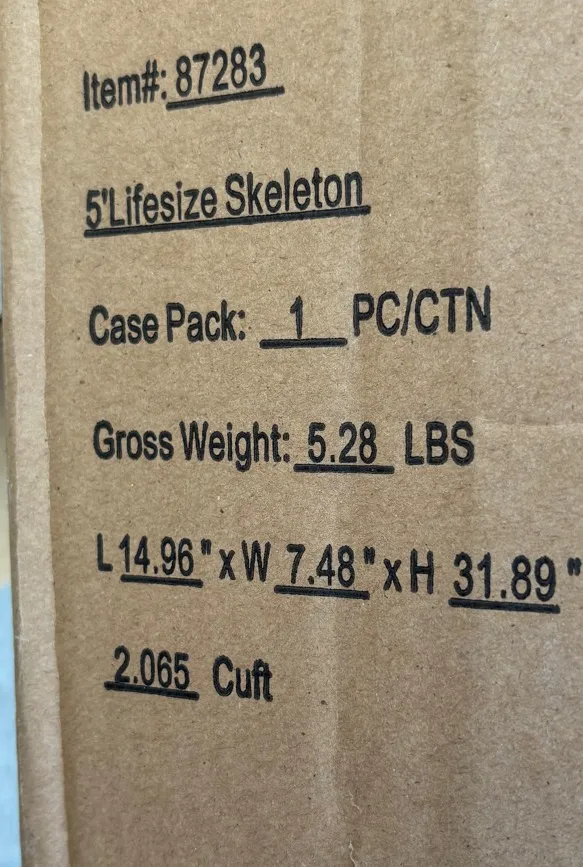 Item#: 87283
5'Lifesize Skeleton
Case Pack: 1 PC/CTN
Gross Weight: 5.28 LBS
L 14.96" x W 7.48" x H 31.89"
2.065 Cuft